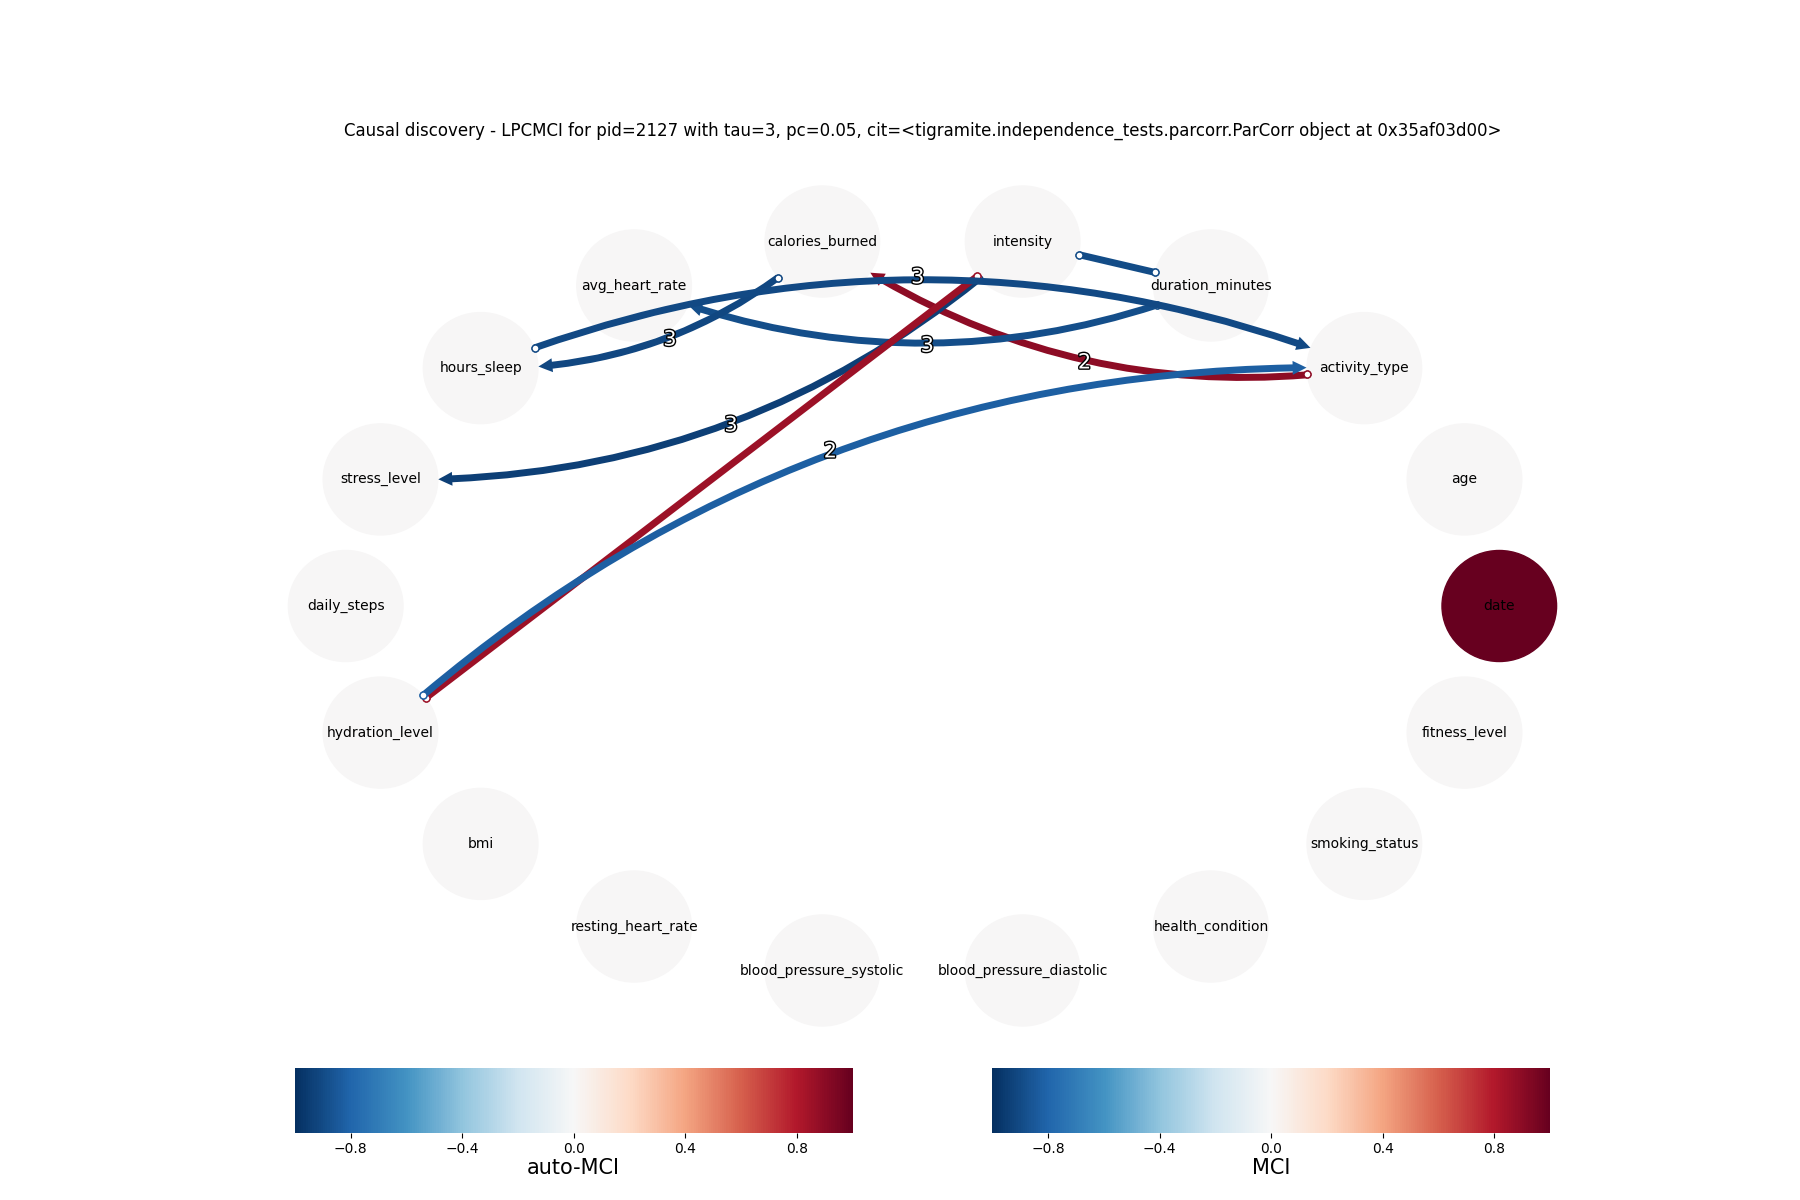 Causal discovery - LPCMCI for pid=2127 with tau=3, pc=0.05, cit=<tigramite.independence_tests.parcorr.ParCorr object at 0x35af03d00>
calories_burned
intensity
avg_heart_rate
3
duration_minutes
3
3
2
hours_sleep
activity_type
3
2
stress_level
age
daily_steps
date
hydration_level
fitness_level
bmi
smoking_status
resting_heart_rate
health_condition
blood_pressure_systolic
blood_pressure_diastolic
−0.8 −0.4 0.0 0.4 0.8
auto-MCI
−0.8 −0.4 0.0 0.4 0.8
MCI